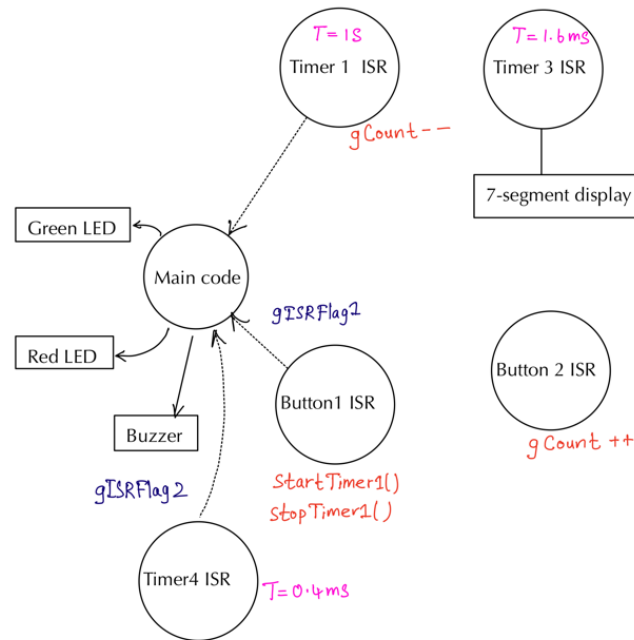 T=1S
Timer 1 ISR
gCount--
T=1.6ms
Timer 3 ISR
7-segment display
Green LED
Main code
Red LED
Buzzer
gISRFlag1
Button1 ISR
StartTimer1()
StopTimer1()
Button 2 ISR
gCount ++
gISRFlag2
Timer4 ISR
T=0.4ms